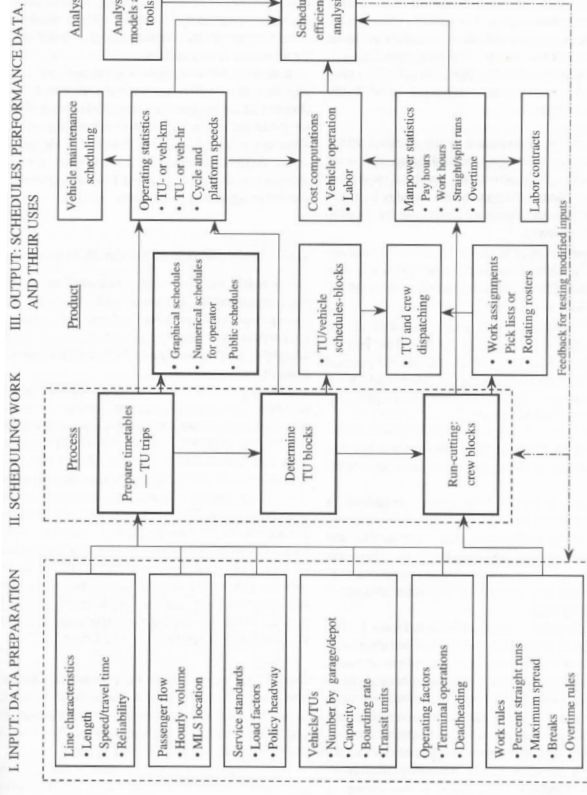 I. INPUT: DATA PREPARATION
Line characteristics
• Length
• Speed/travel time
• Reliability
Passenger flow
• Hourly volume
• MLS location
Service standards
• Load factors
• Policy headway
Vehicles/TUs
• Number by garage/depot
• Capacity
• Boarding rate
• Transit units
Operating factors
• Terminal operations
• Deadheading
Work rules
• Percent straight runs
• Maximum spread
• Breaks
• Overtime rules
II. SCHEDULING WORK
Process
Prepare timetables
— TU trips
Determine
TU blocks
Run-cutting:
crew blocks
III. OUTPUT: SCHEDULES, PERFORMANCE DATA,
AND THEIR USES
Product
• Graphical schedules
• Numerical schedules
for operator
• Public schedules
• TU/vehicle
schedules-blocks
• TU and crew
dispatching
• Work assignments
• Pick lists or
• Rotating rosters
Vehicle maintenance
scheduling
Operating statistics
• TU- or veh-km
• TU- or veh-hr
• Cycle and
platform speeds
Cost computations
• Vehicle operation
• Labor
Manpower statistics
• Pay hours
• Work hours
• Straight/split runs
• Overtime
Labor contracts
Analys
Analys
models a
tools
Schedu
efficien
analysi
Feedback for testing modified inputs